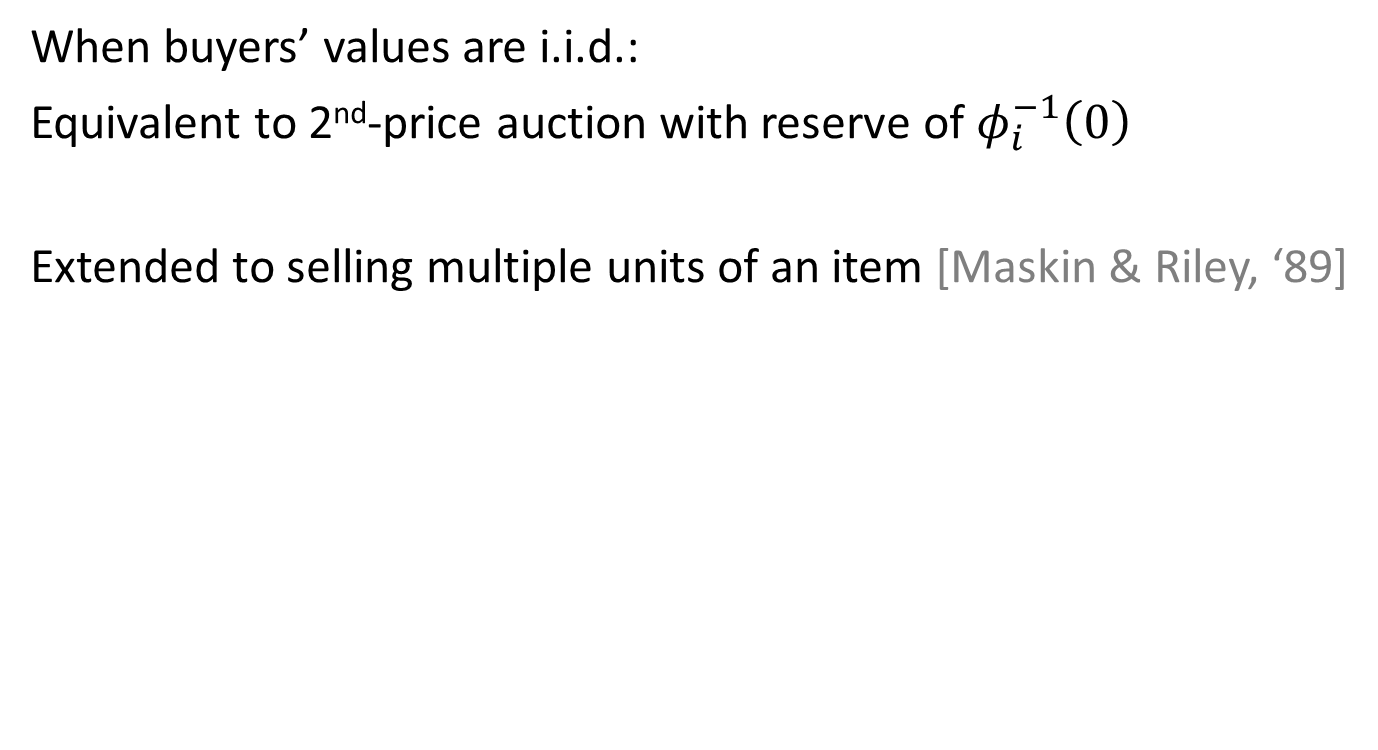 When buyers’ values are i.i.d.:
Equivalent to 2ⁿᵈ-price auction with reserve of 𝜙ᵢ⁻¹(0)
Extended to selling multiple units of an item [Maskin & Riley, ‘89]